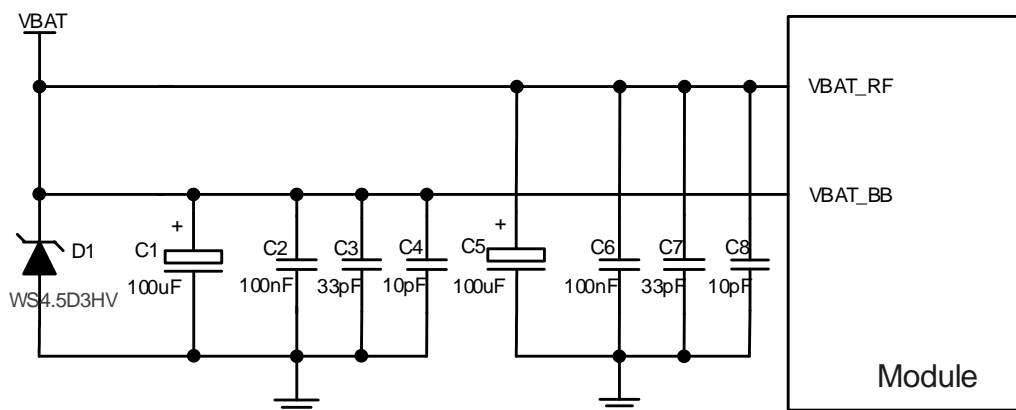 VBAT
VBAT_RF
VBAT_BB
+
+
D1
C1
C2
C3
C4
C5
C6
C7
C8
100uF
100nF
33pF
10pF
100uF
100nF
33pF
10pF
WS4.5D3HV
Module